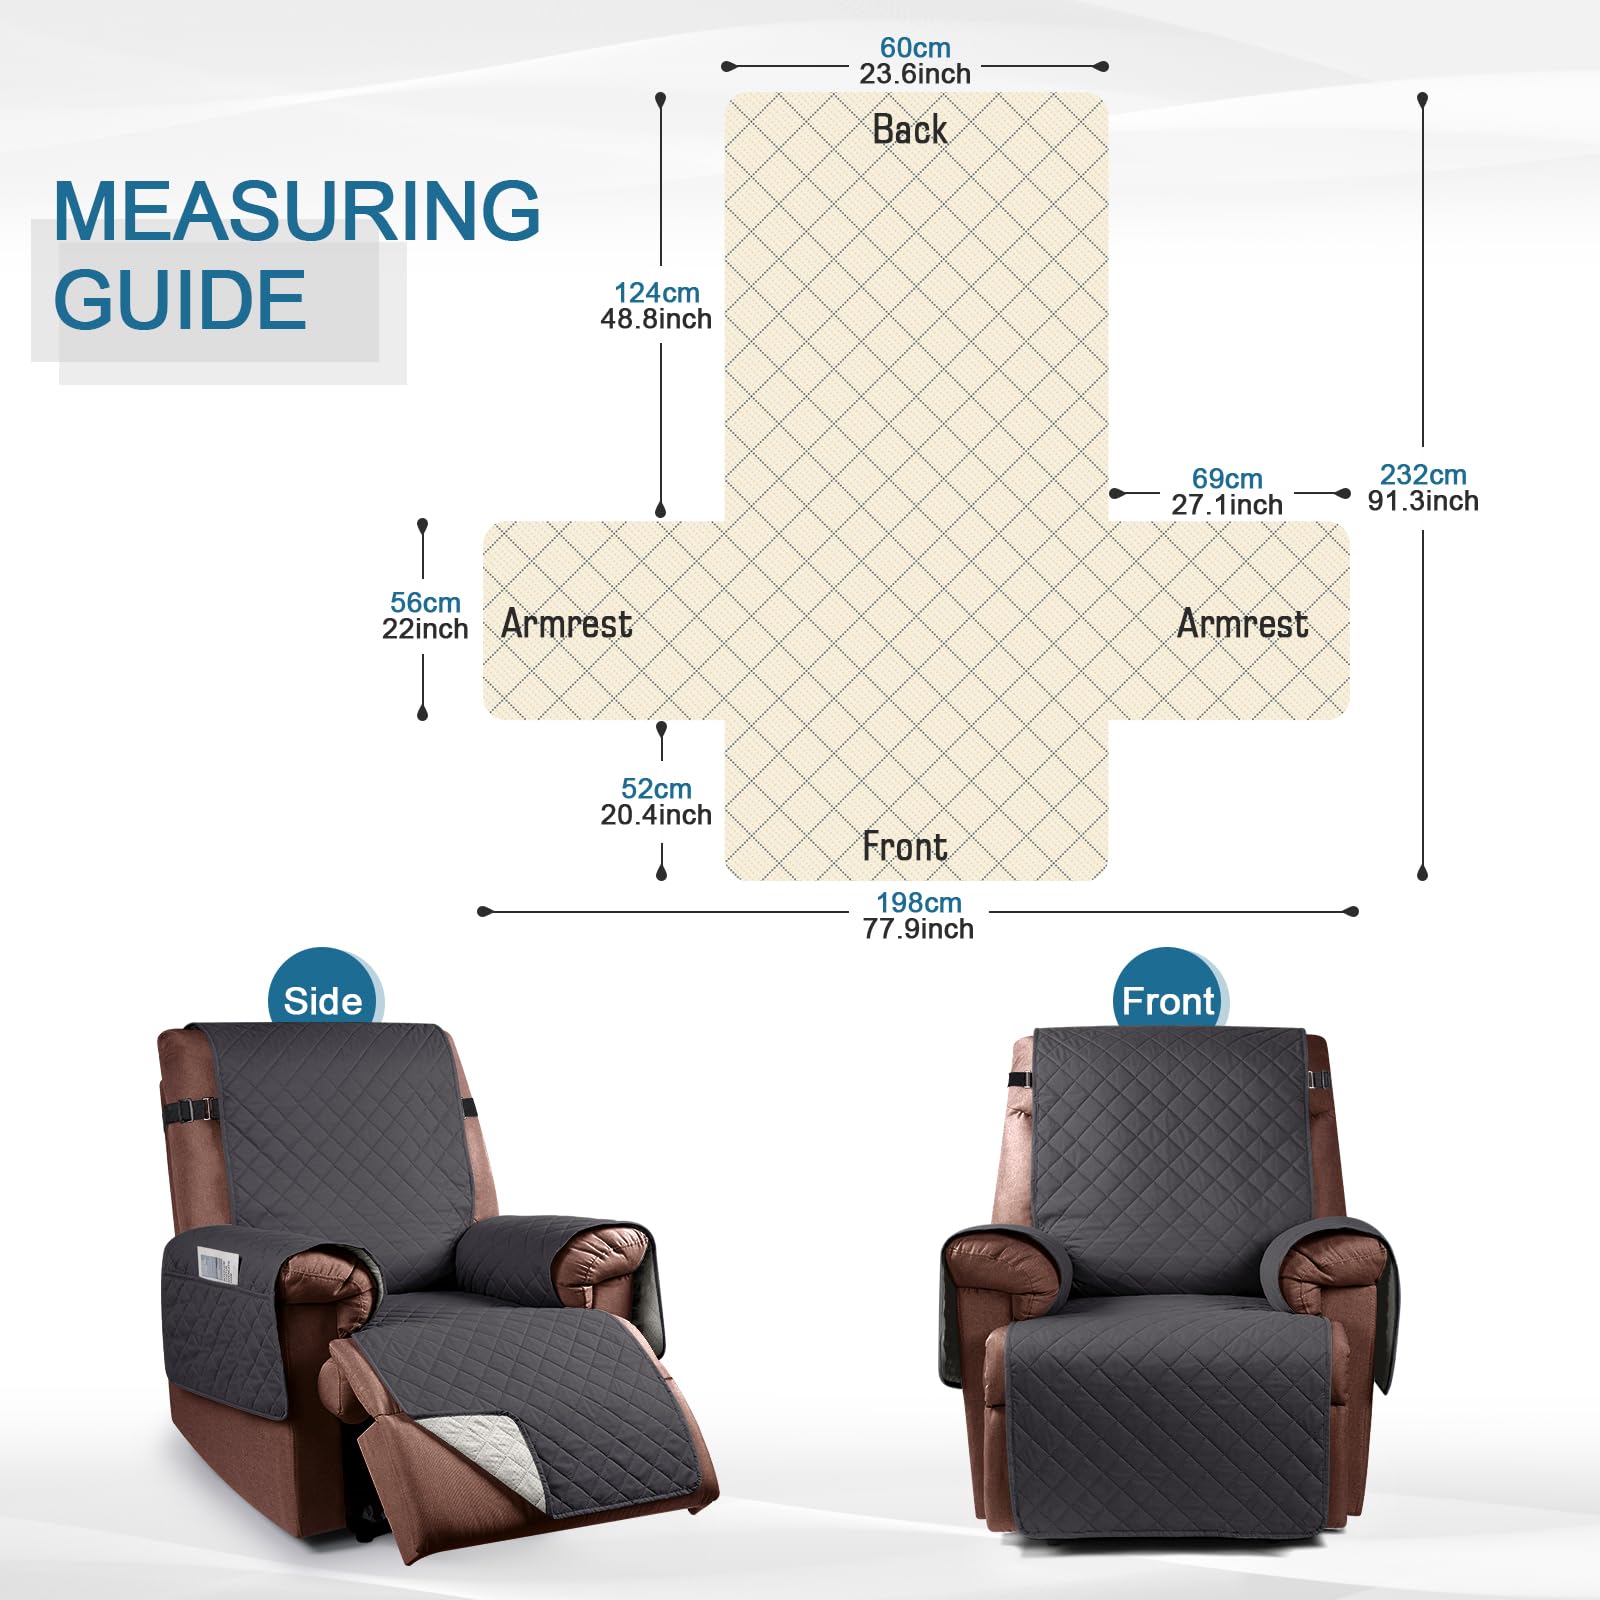 MEASURING
GUIDE
60cm
23.6inch
Back
124cm
48.8inch
69cm
27.1inch
232cm
91.3inch
56cm
22inch
Armrest
Armrest
52cm
20.4inch
Front
198cm
77.9inch
Side
Front